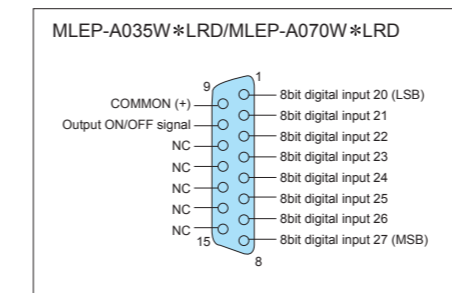 MLEP-A035W*LRD/MLEP-A070W*LRD
9
1
COMMON (+)
8bit digital input 20 (LSB)
Output ON/OFF signal
8bit digital input 21
NC
8bit digital input 22
NC
8bit digital input 23
NC
8bit digital input 24
NC
8bit digital input 25
NC
8bit digital input 26
15
8bit digital input 27 (MSB)
8